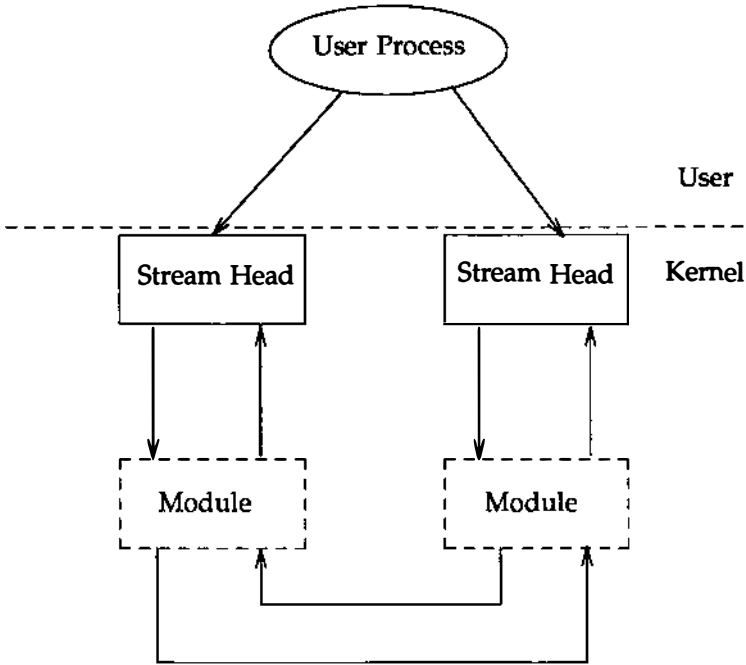 User Process
User
Stream Head
Stream Head
Kernel
Module
Module